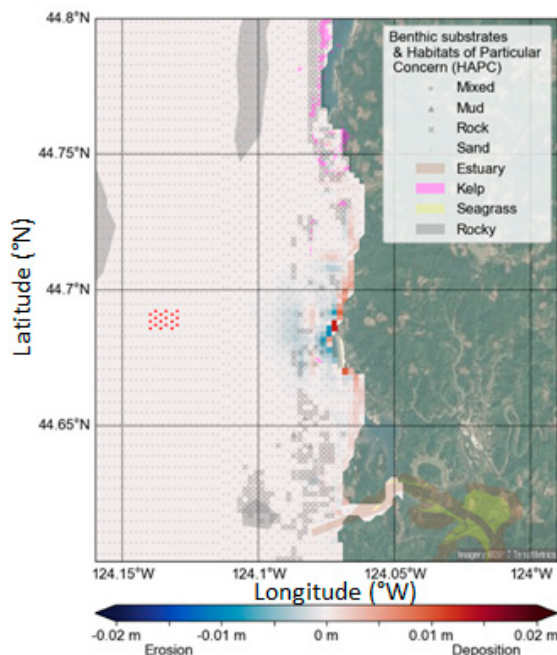 44.8°N
Benthic substrates
& Habitats of Particular
Concern (HAPC)
Mixed
Mud
Rock
Sand
Estuary
Kelp
Seagrass
Rocky
44.75°N
44.7°N
44.65°N
Latitude (°N)
124.15°W
124.1°W
124.05°W
124°W
Longitude (°W)
-0.02 m
-0.01 m
0 m
0.01 m
0.02 m
Erosion
Deposition